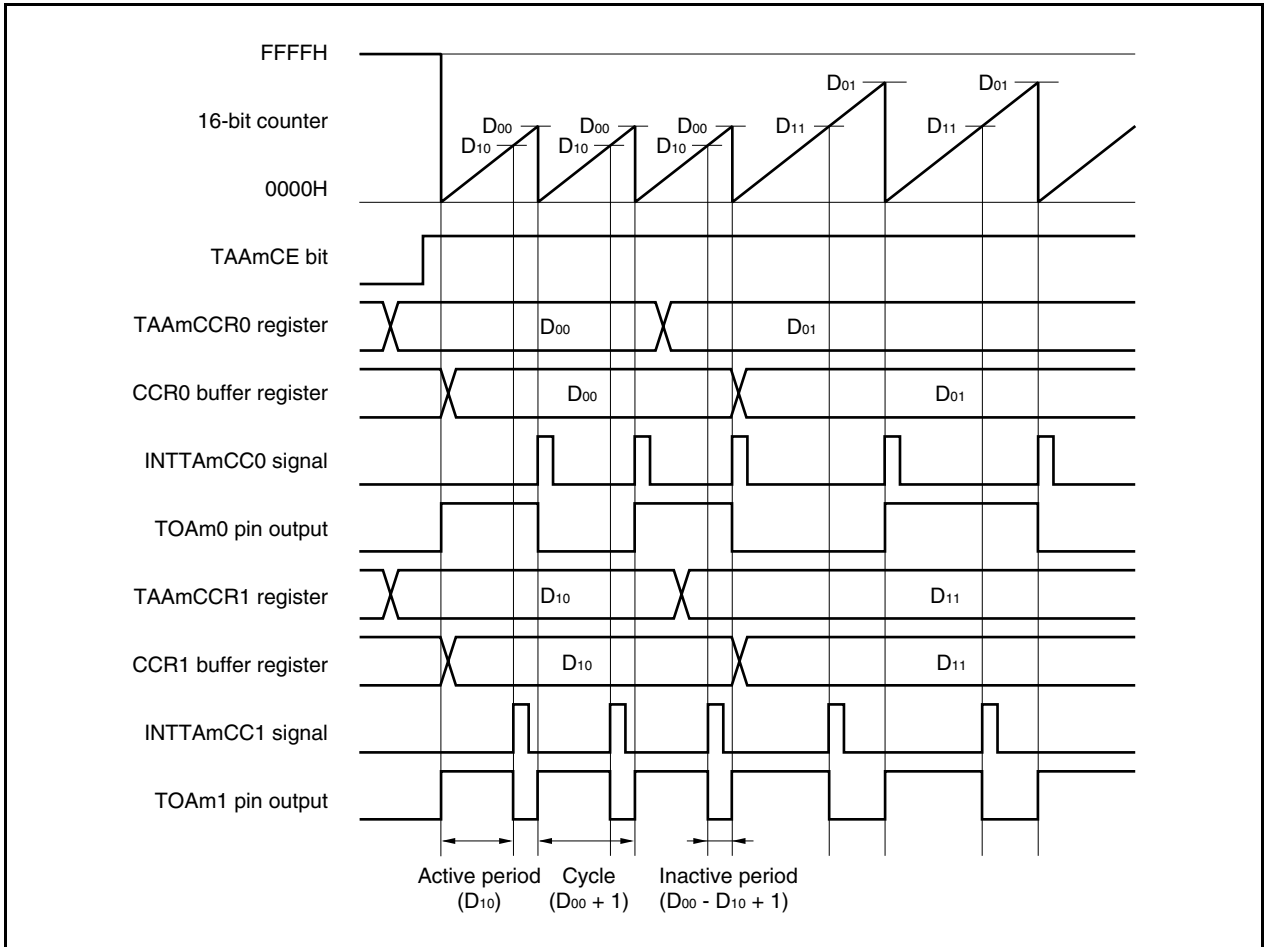 FFFFH
D01
D01
16-bit counter
D00
D00
D00
D11
D11
D10
D10
D10
0000H
TAAmCE bit
TAAmCCR0 register
D00
D01
CCR0 buffer register
D00
D01
INTTAmCC0 signal
TOAm0 pin output
TAAmCCR1 register
D10
D11
CCR1 buffer register
D10
D11
INTTAmCC1 signal
TOAm1 pin output
Active period
(D10)
Cycle
(D00 + 1)
Inactive period
(D00 - D10 + 1)